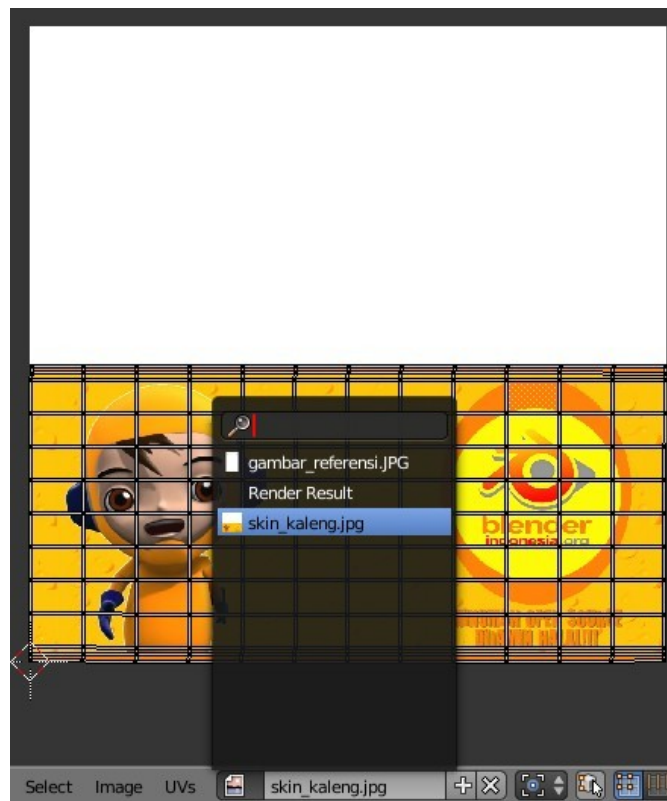 gambar_referensi.JPG
Render Result
skin_kaleng.jpg
blender
indonesia.org
Select Image UVs skin_kaleng.jpg